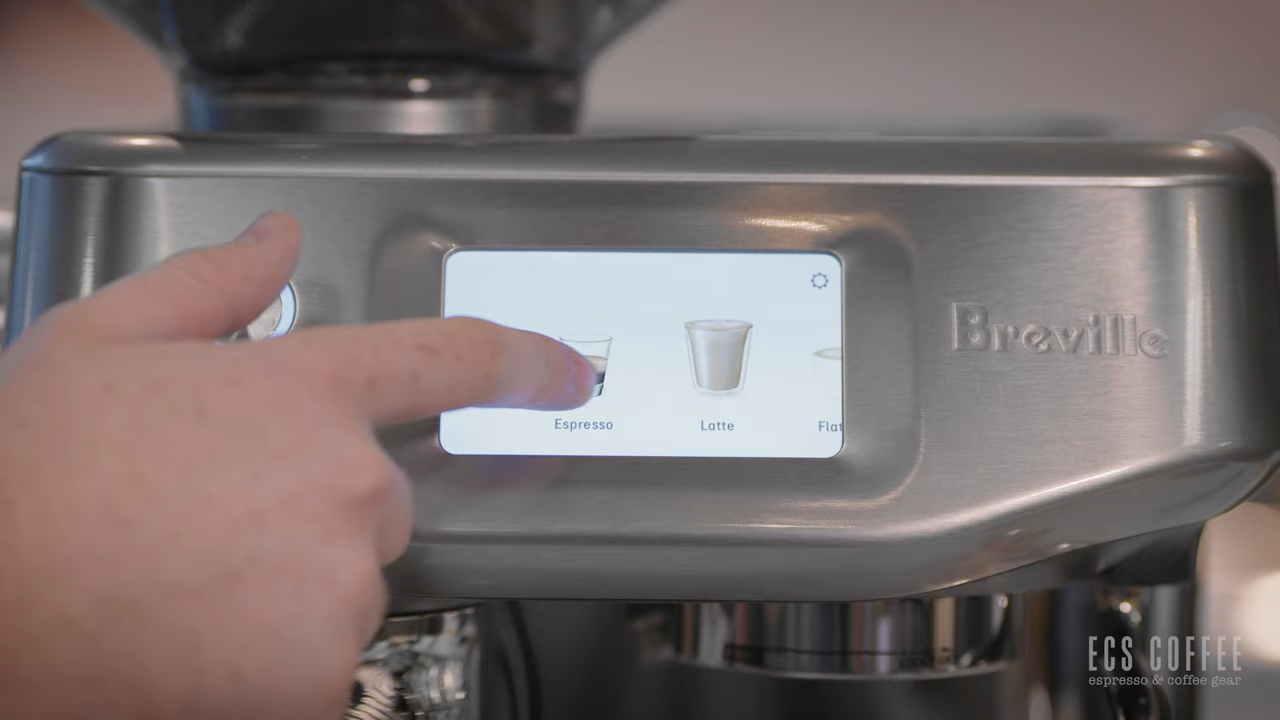 Breville
Espresso
Latte
Flat
ECS COFFEE
espresso & coffee gear